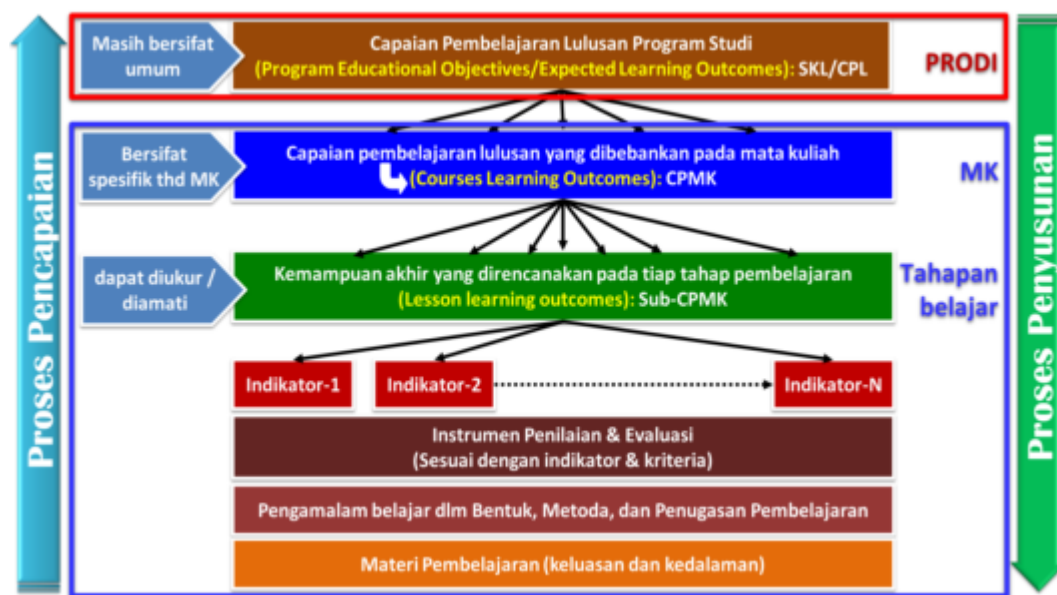 Proses Pencapaian
Masih bersifat
umum
Capaian Pembelajaran Lulusan Program Studi
(Program Educational Objectives/Expected Learning Outcomes): SKL/CPL
PRODI
Bersifat
spesifik thd MK
Capaian pembelajaran lulusan yang dibebankan pada mata kuliah
(Courses Learning Outcomes): CPMK
MK
dapat diukur /
diamati
Kemampuan akhir yang direncanakan pada tiap tahap pembelajaran
(Lesson learning outcomes): Sub-CPMK
Tahapan
belajar
Indikator-1
Indikator-2
Indikator-N
Instrumen Penilaian & Evaluasi
(Sesuai dengan indikator & kriteria)
Pengamalam belajar dlm Bentuk, Metoda, dan Penugasan Pembelajaran
Materi Pembelajaran (keluasan dan kedalaman)
Proses Penyusunan